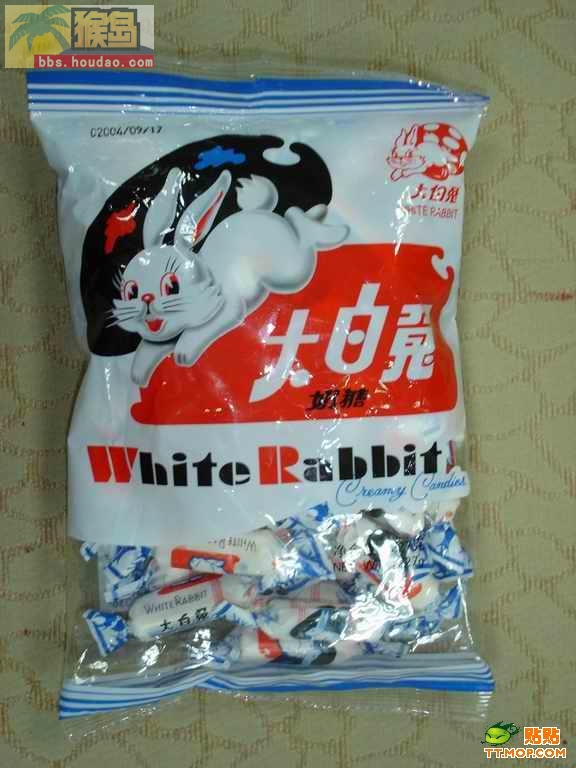 猴岛
bbs.houdao.com
C2004/09/17
大白兔
WHITE RABBIT
大白兔
奶糖
White Rabbit
Creamy Candies
WHITE RABBIT
大白兔
贴贴
TT.MOP.COM